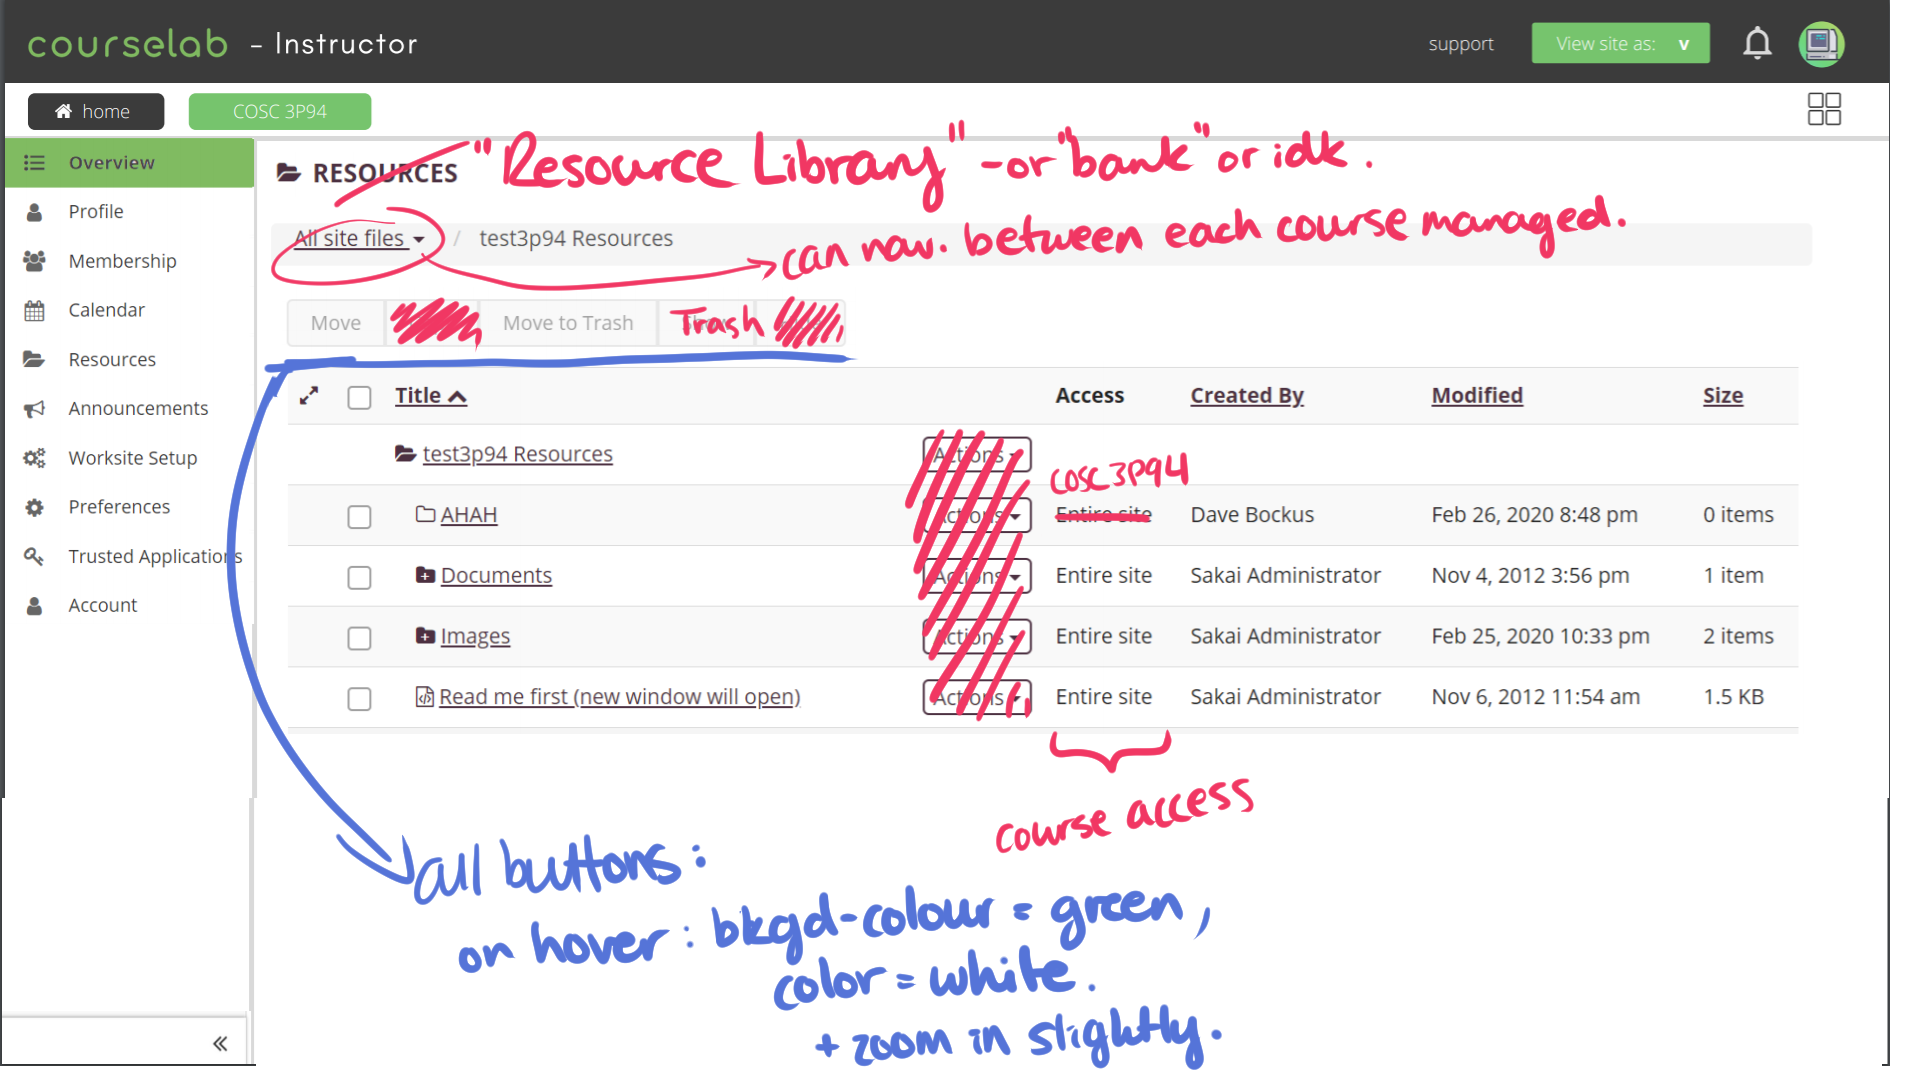 courselab - Instructor
support
View site as: v
home
COSC 3P94
Overview
Profile
Membership
Calendar
Resources
Announcements
Worksite Setup
Preferences
Trusted Applications
Account
RESOURCES
"Resource Library" - or "bank" or idk.
All site files / test3p94 Resources
can nav. between each course managed.
Move Move to Trash Trash
Title Access Created By Modified Size
test3p94 Resources Actions
COSC 3P94
AHAH Actions Entire site Dave Bockus Feb 26, 2020 8:48 pm 0 items
Documents Actions Entire site Sakai Administrator Nov 4, 2012 3:56 pm 1 item
Images Actions Entire site Sakai Administrator Feb 25, 2020 10:33 pm 2 items
Read me first (new window will open) Actions Entire site Sakai Administrator Nov 6, 2012 11:54 am 1.5 KB
course access
all buttons:
on hover: bkgd-colour = green,
color = white.
+ zoom in slightly.
«